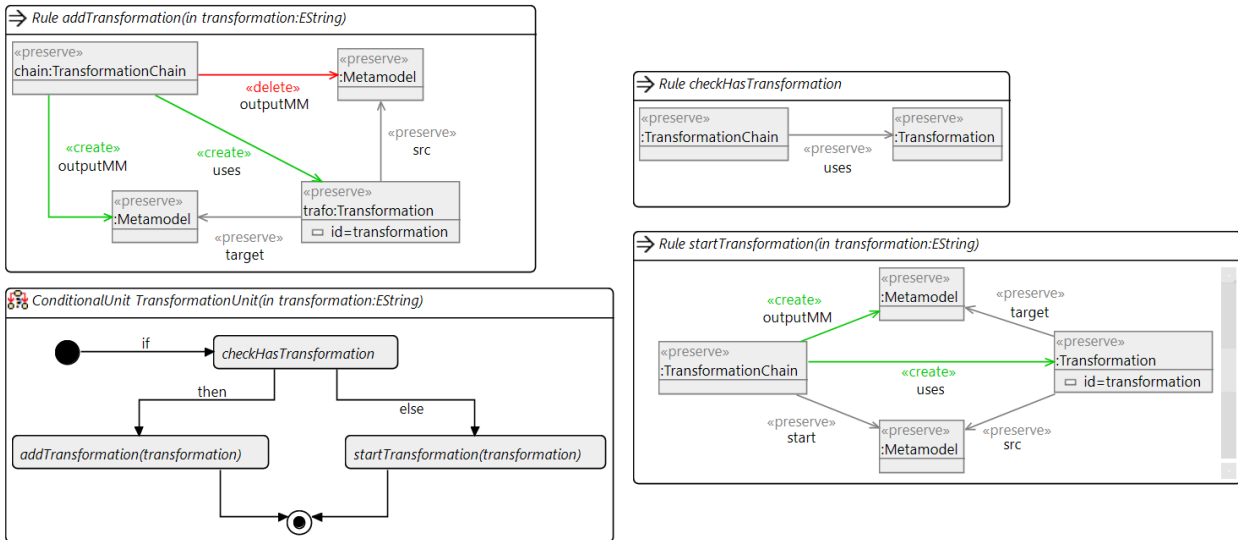 Rule addTransformation(in transformation:EString)
«preserve»
chain:TransformationChain
«preserve»
:Metamodel
«delete»
outputMM
«preserve»
src
«create»
outputMM
«create»
uses
«preserve»
:Metamodel
«preserve»
target
«preserve»
trafo:Transformation
id=transformation
ConditionalUnit TransformationUnit(in transformation:EString)
if
checkHasTransformation
then
else
addTransformation(transformation)
startTransformation(transformation)
Rule checkHasTransformation
«preserve»
:TransformationChain
«preserve»
uses
«preserve»
:Transformation
Rule startTransformation(in transformation:EString)
«preserve»
:Metamodel
«create»
outputMM
«preserve»
target
«preserve»
:TransformationChain
«create»
uses
«preserve»
:Transformation
id=transformation
«preserve»
start
«preserve»
:Metamodel
«preserve»
src